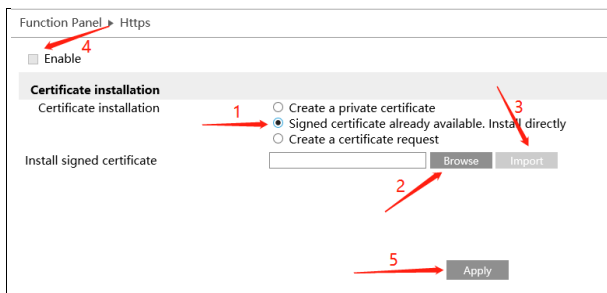 Function Panel ▶ Https
4
Enable
Certificate installation
Certificate installation
1
Create a private certificate
3
Signed certificate already available. Install directly
Create a certificate request
Install signed certificate
Browse
Import
2
5
Apply